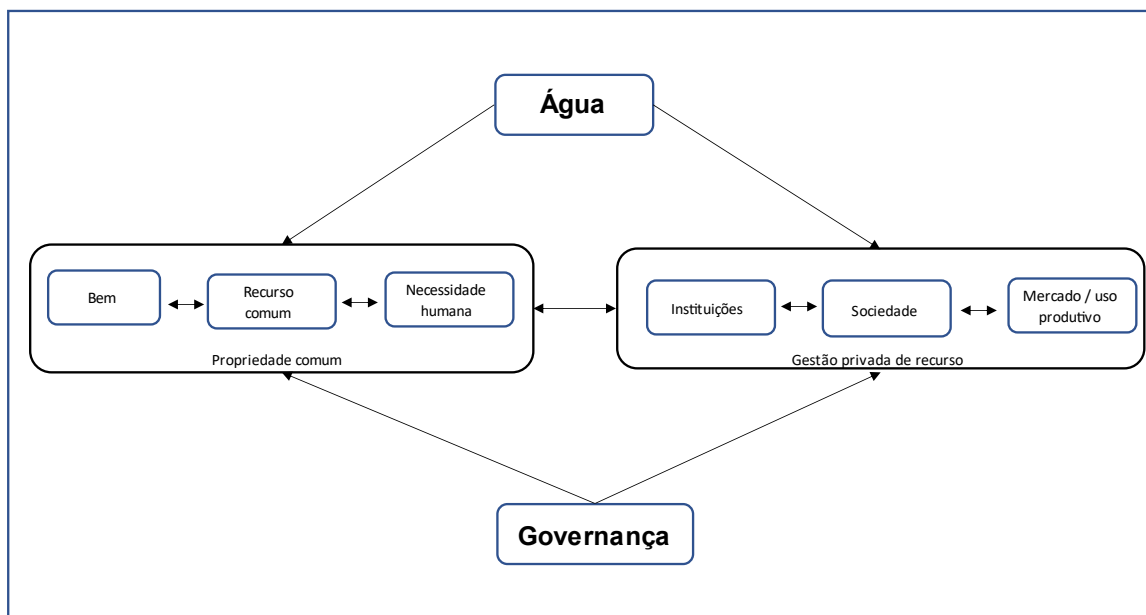 Água
Bem
Recurso
comum
Necessidade
humana
Propriedade comum
Instituições
Sociedade
Mercado / uso
produtivo
Gestão privada de recurso
Governança